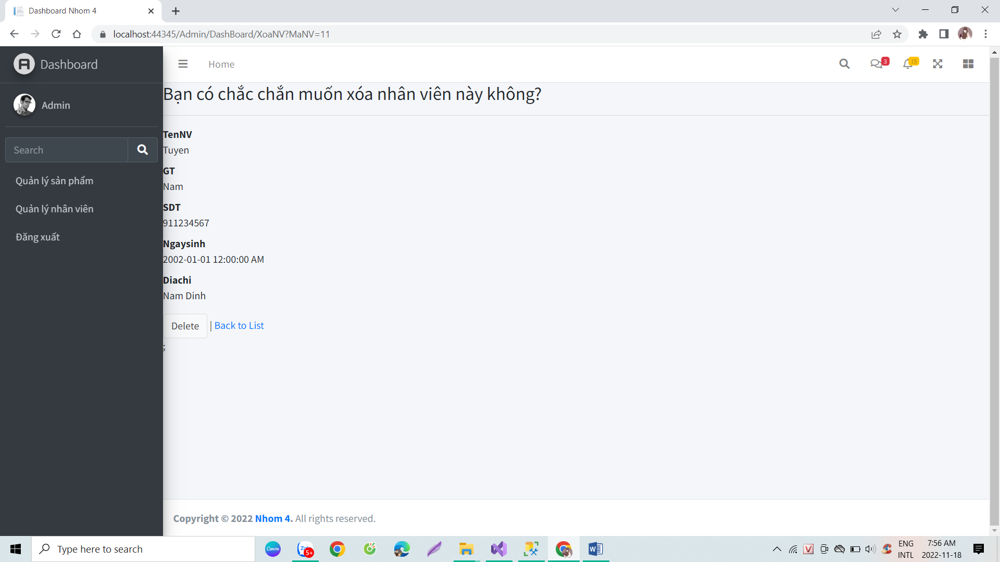 Dashboard Nhom 4
localhost:44345/Admin/DashBoard/XoaNV?MaNV=11
Dashboard
Home
3
15
Admin
Search
Quản lý sản phẩm
Quản lý nhân viên
Đăng xuất
Bạn có chắc chắn muốn xóa nhân viên này không?
TenNV
Tuyen
GT
Nam
SDT
911234567
Ngaysinh
2002-01-01 12:00:00 AM
Diachi
Nam Dinh
Delete | Back to List
;
Copyright © 2022 Nhom 4. All rights reserved.
Type here to search
Canva
5+
ENG
INTL
7:56 AM
2022-11-18